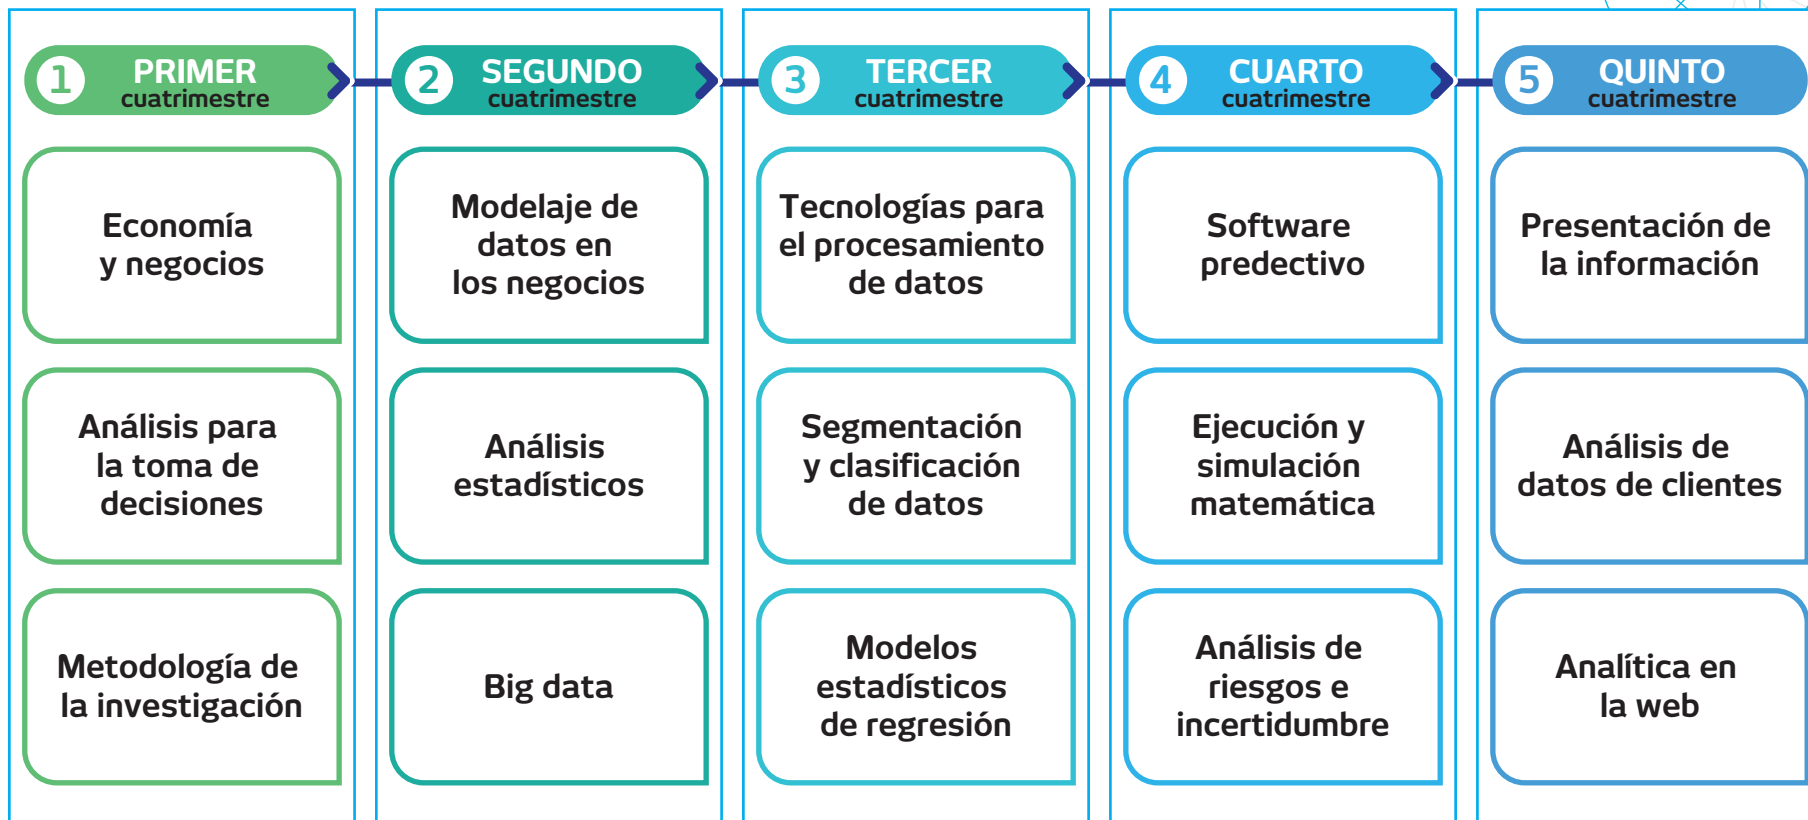 1
PRIMER
cuatrimestre
Economía
y negocios
Análisis para
la toma de
decisiones
Metodología de
la investigación
2
SEGUNDO
cuatrimestre
Modelaje de
datos en
los negocios
Análisis
estadísticos
Big data
3
TERCER
cuatrimestre
Tecnologías para
el procesamiento
de datos
Segmentación
y clasificación
de datos
Modelos
estadísticos
de regresión
4
CUARTO
cuatrimestre
Software
predectivo
Ejecución y
simulación
matemática
Análisis de
riesgos e
incertidumbre
5
QUINTO
cuatrimestre
Presentación de
la información
Análisis de
datos de clientes
Analítica en
la web